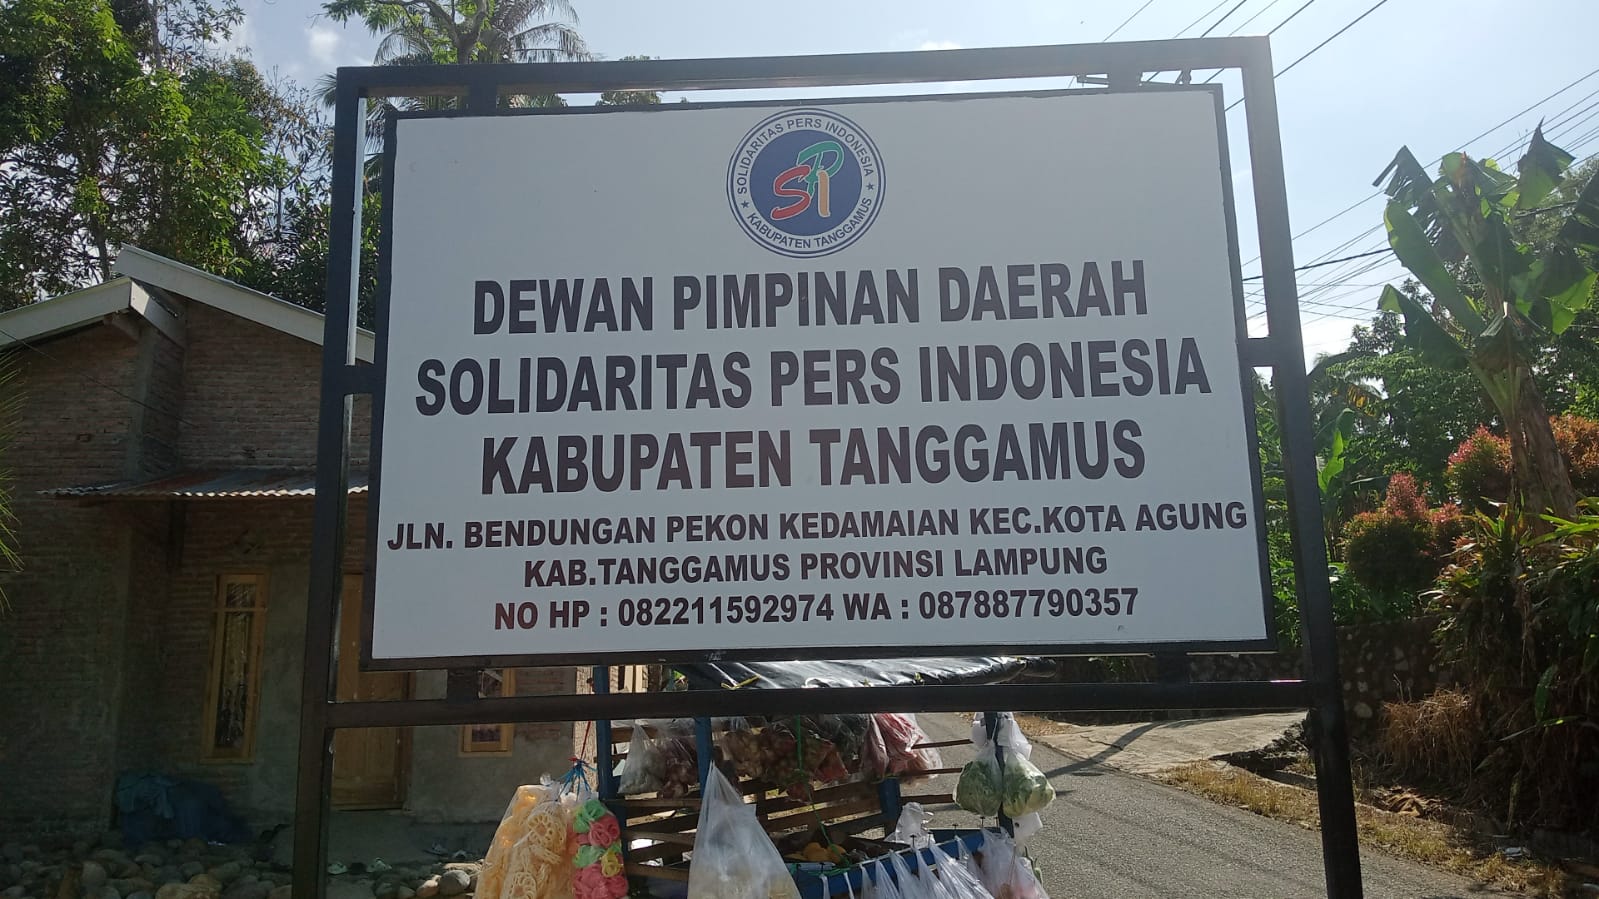 SOLIDARITAS PERS INDONESIA
SPI
★ KABUPATEN TANGGAMUS ★
DEWAN PIMPINAN DAERAH
SOLIDARITAS PERS INDONESIA
KABUPATEN TANGGAMUS
JLN. BENDUNGAN PEKON KEDAMAIAN KEC.KOTA AGUNG
KAB.TANGGAMUS PROVINSI LAMPUNG
NO HP : 082211592974 WA : 087887790357